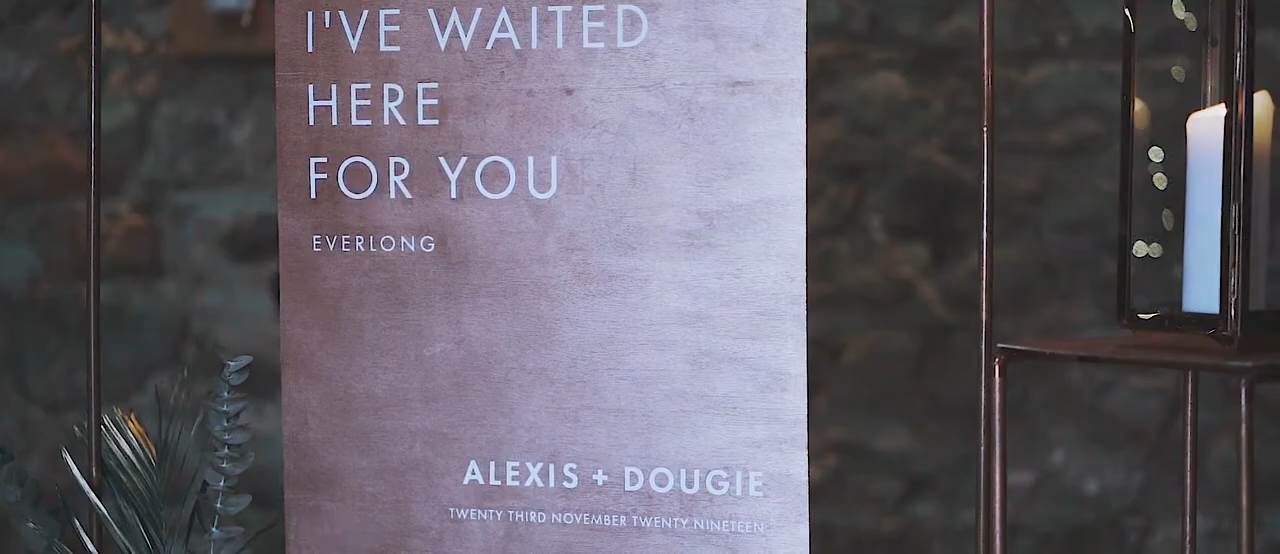 I'VE WAITED
HERE
FOR YOU
EVERLONG
ALEXIS + DOUGIE
TWENTY THIRD NOVEMBER TWENTY NINETEEN